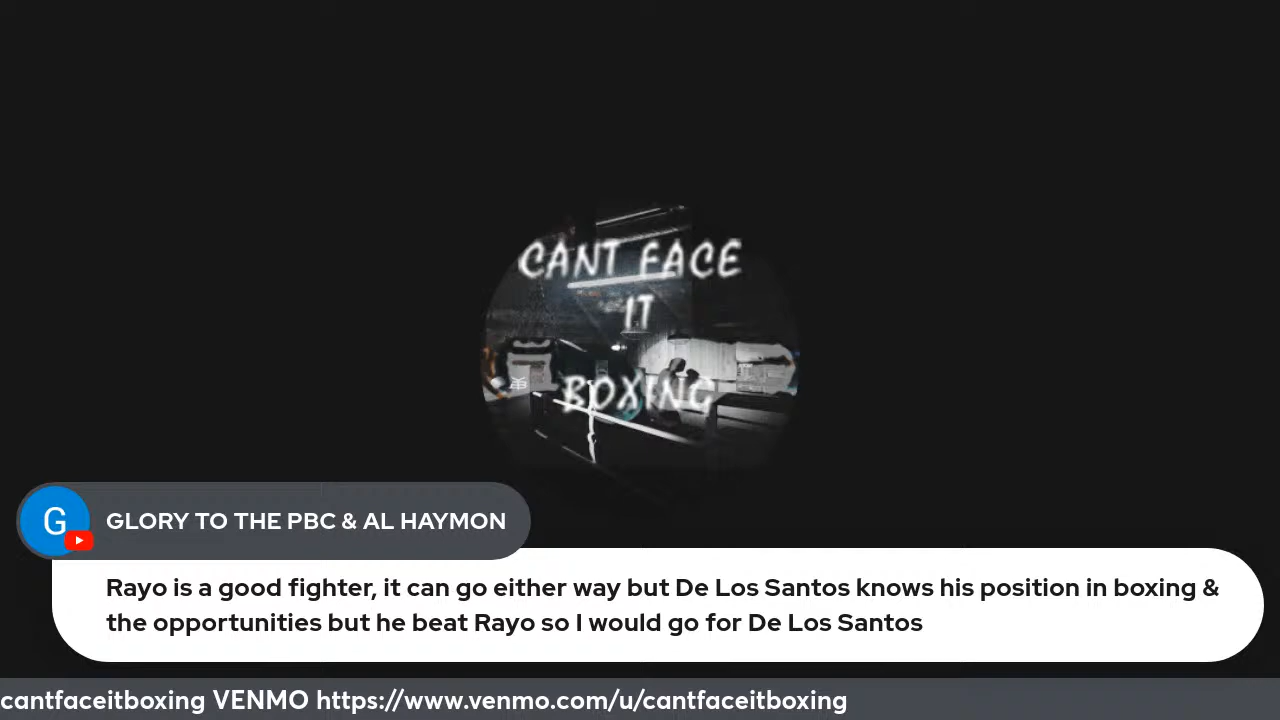 CANT FACE
IT
BOXING
G
GLORY TO THE PBC & AL HAYMON
Rayo is a good fighter, it can go either way but De Los Santos knows his position in boxing &
the opportunities but he beat Rayo so I would go for De Los Santos
cantfaceitboxing VENMO https://www.venmo.com/u/cantfaceitboxing